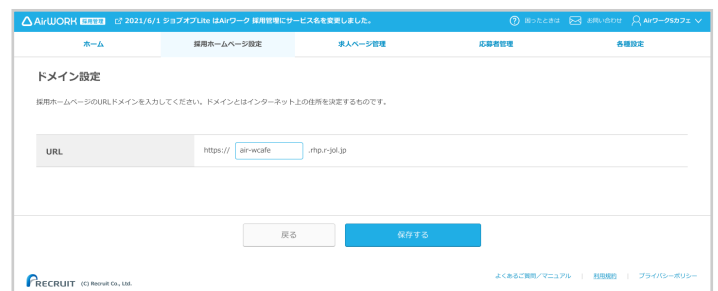 AirWORK 採用管理 2021/6/1 ジョブオプLite はAirワーク 採用管理にサービス名を変更しました。 困ったときは お問い合わせ AirワークSカフェ
ホーム 採用ホームページ設定 求人ページ管理 応募者管理 各種設定
ドメイン設定
採用ホームページのURLドメインを入力してください。ドメインとはインターネット上の住所を決定するものです。
URL https:// air-wcafe .rhp.r-jol.jp
戻る 保存する
よくあるご質問/マニュアル 利用規約 プライバシーポリシー
RECRUIT (C) Recruit Co., Ltd.